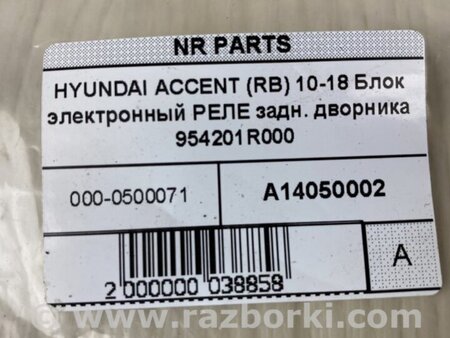 NR PARTS
HYUNDAI ACCENT (RB) 10-18 Блок
электронный РЕЛЕ задн. дворника
954201R000
000-0500071
A14050002
A
2 000000 038858
www.razborki.com